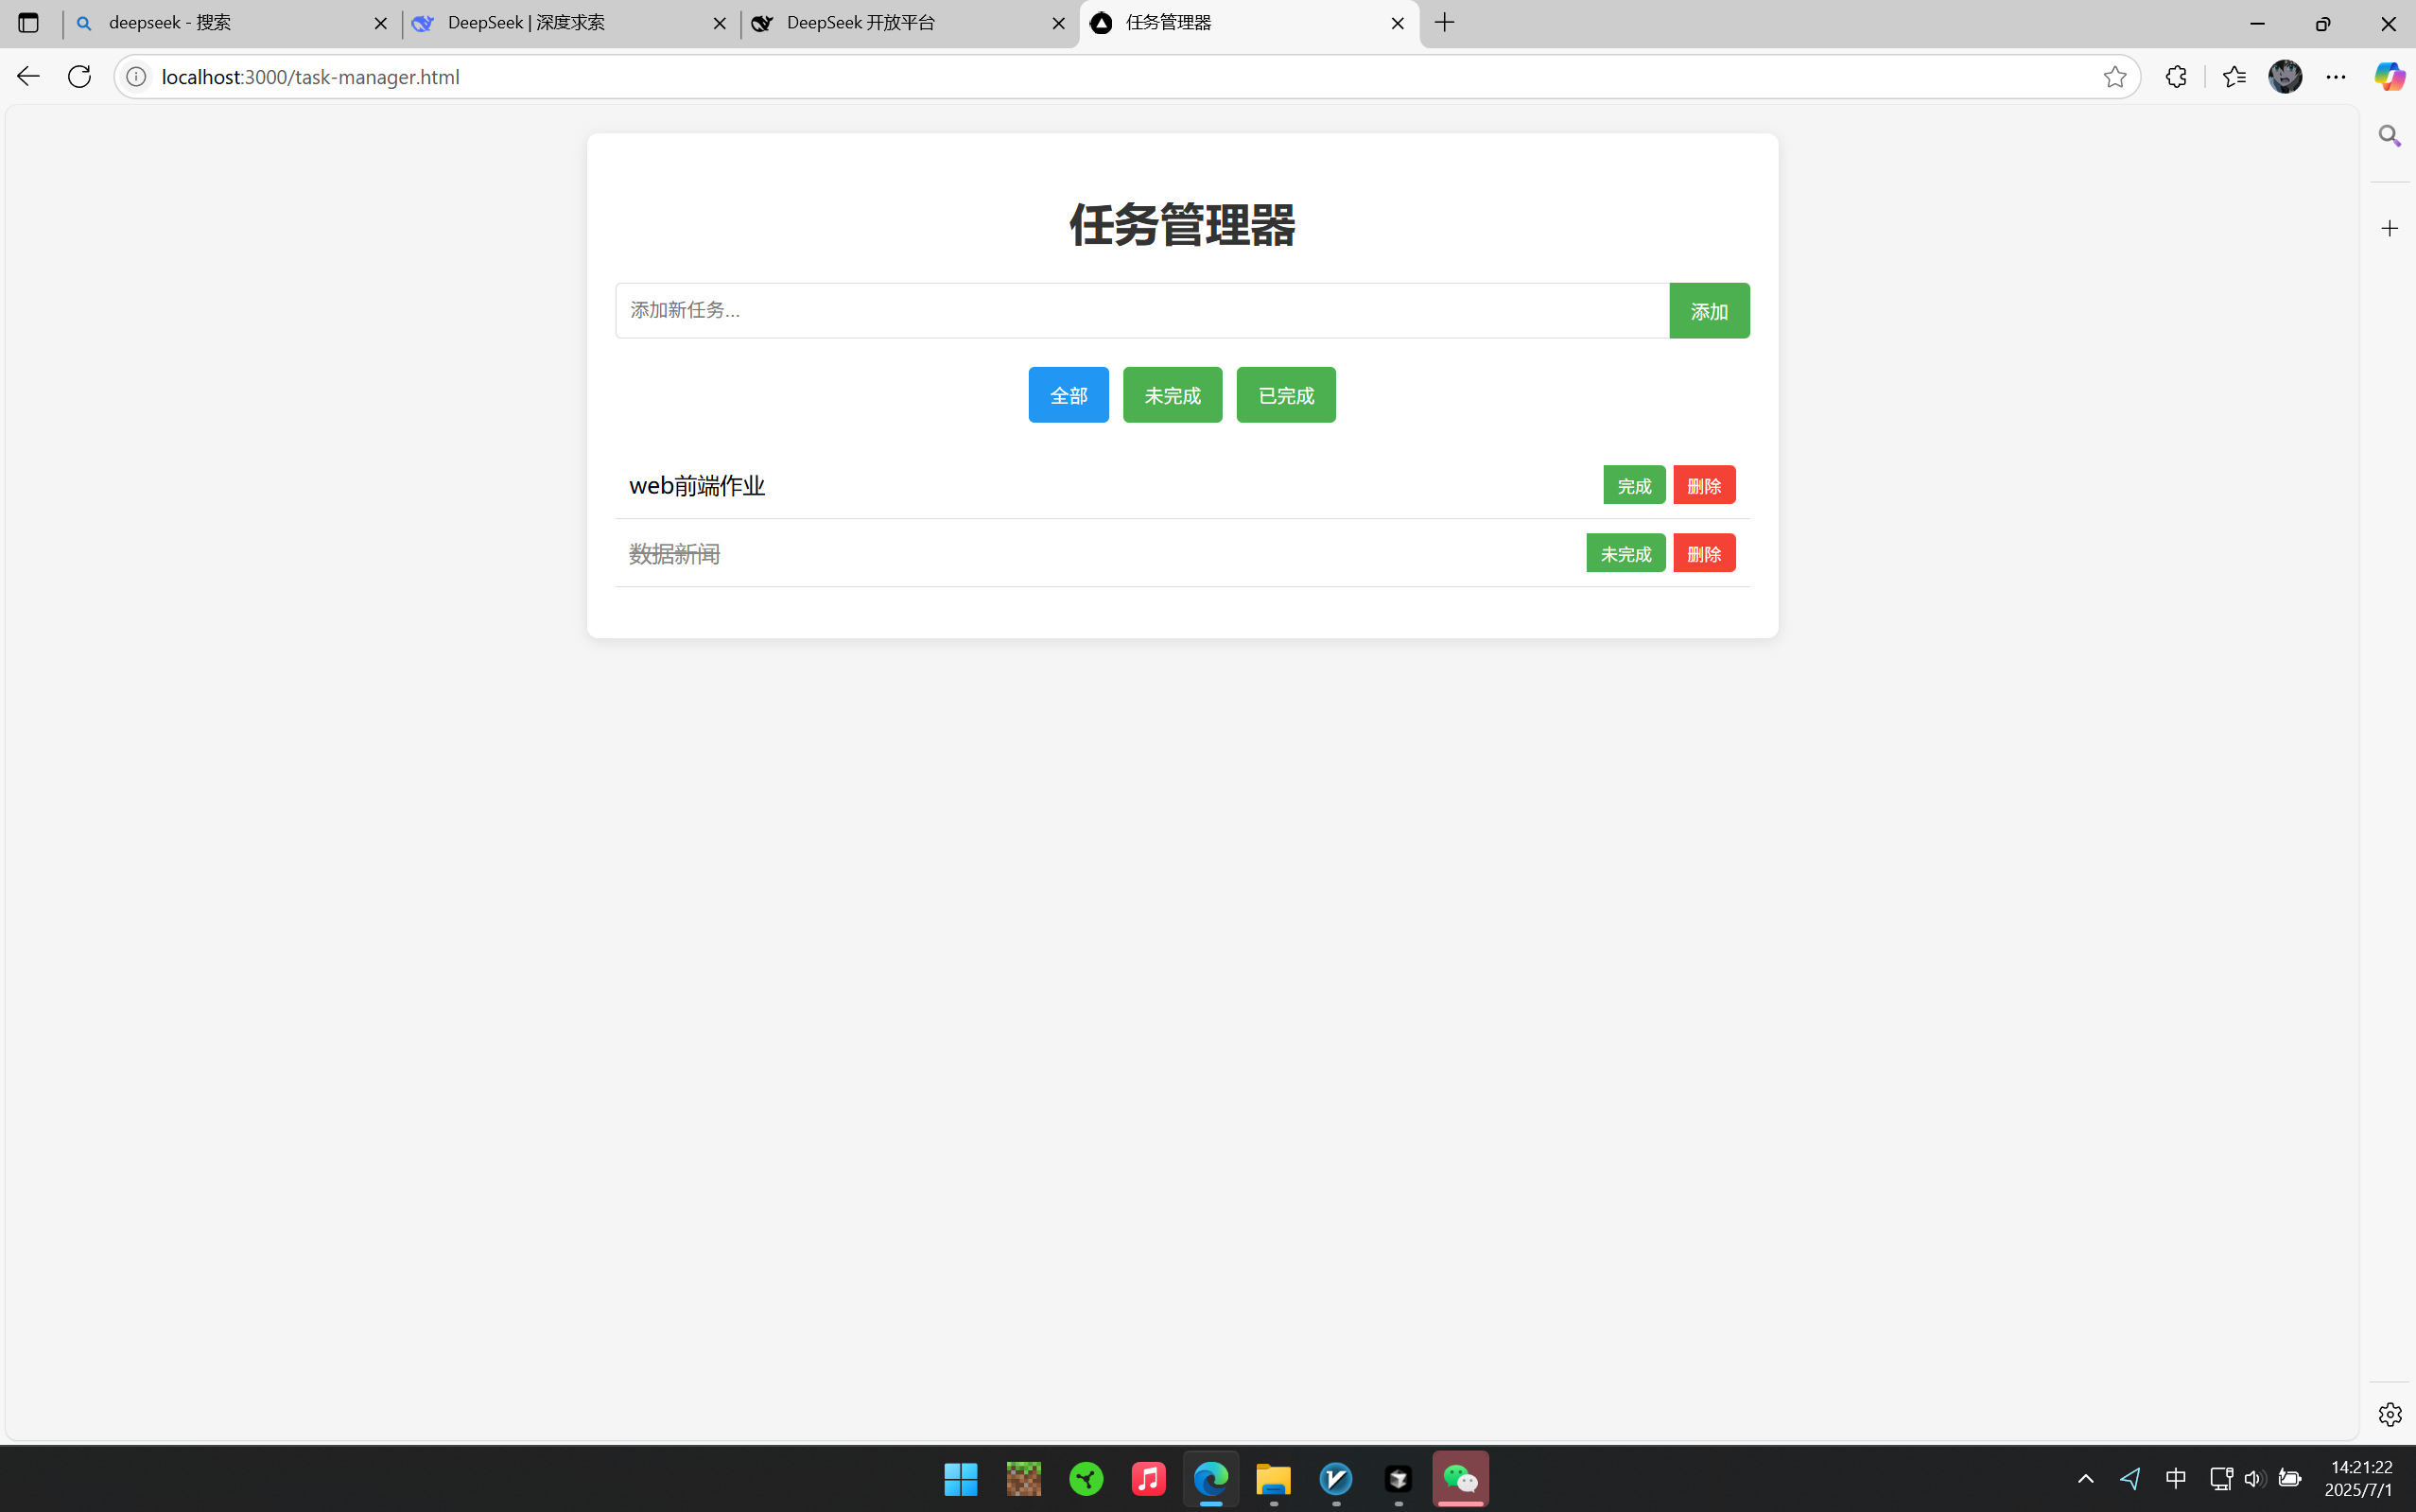 deepseek - 搜索
DeepSeek | 深度求索
DeepSeek 开放平台
任务管理器
localhost:3000/task-manager.html
任务管理器
添加新任务...
添加
全部
未完成
已完成
web前端作业
完成
删除
数据新闻
未完成
删除
中
14:21:22
2025/7/1